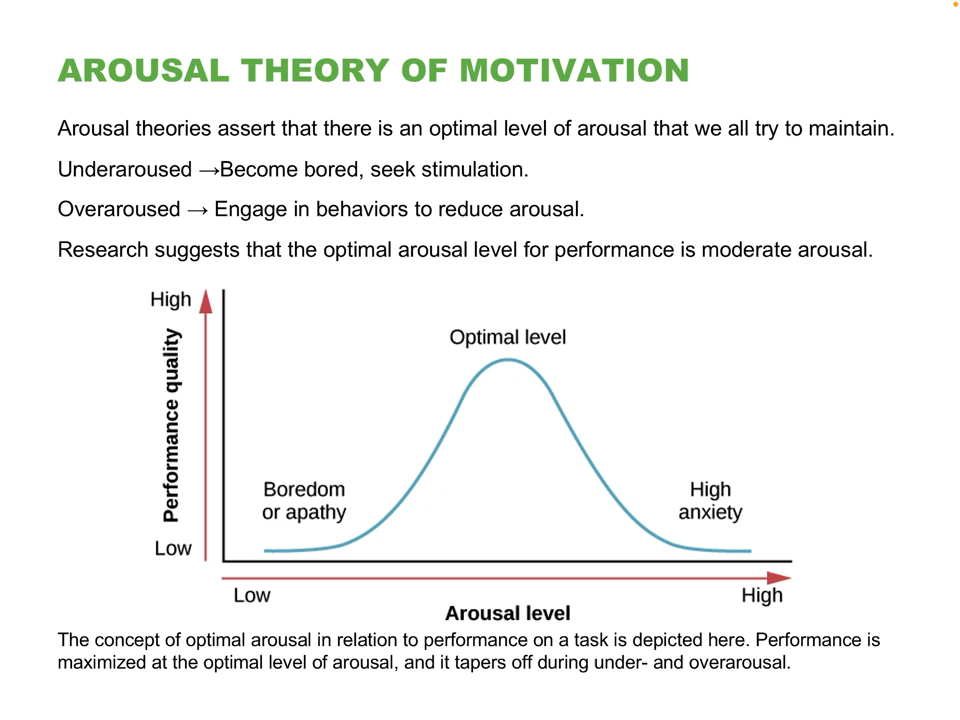 AROUSAL THEORY OF MOTIVATION
Arousal theories assert that there is an optimal level of arousal that we all try to maintain.
Underaroused →Become bored, seek stimulation.
Overaroused → Engage in behaviors to reduce arousal.
Research suggests that the optimal arousal level for performance is moderate arousal.
High
Performance quality
Low
Optimal level
Boredom
or apathy
High
anxiety
Low
High
Arousal level
The concept of optimal arousal in relation to performance on a task is depicted here. Performance is
maximized at the optimal level of arousal, and it tapers off during under- and overarousal.